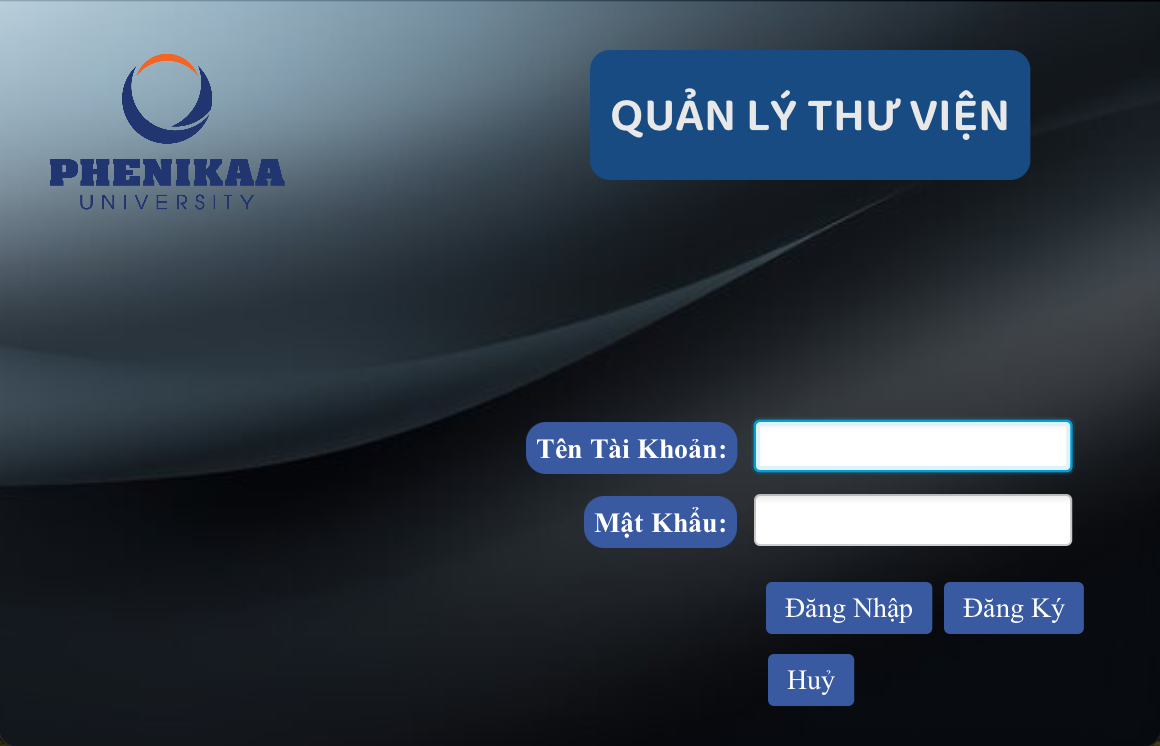 PHENIKAA
UNIVERSITY
QUẢN LÝ THƯ VIỆN
Tên Tài Khoản:
Mật Khẩu:
Đăng Nhập
Đăng Ký
Huỷ